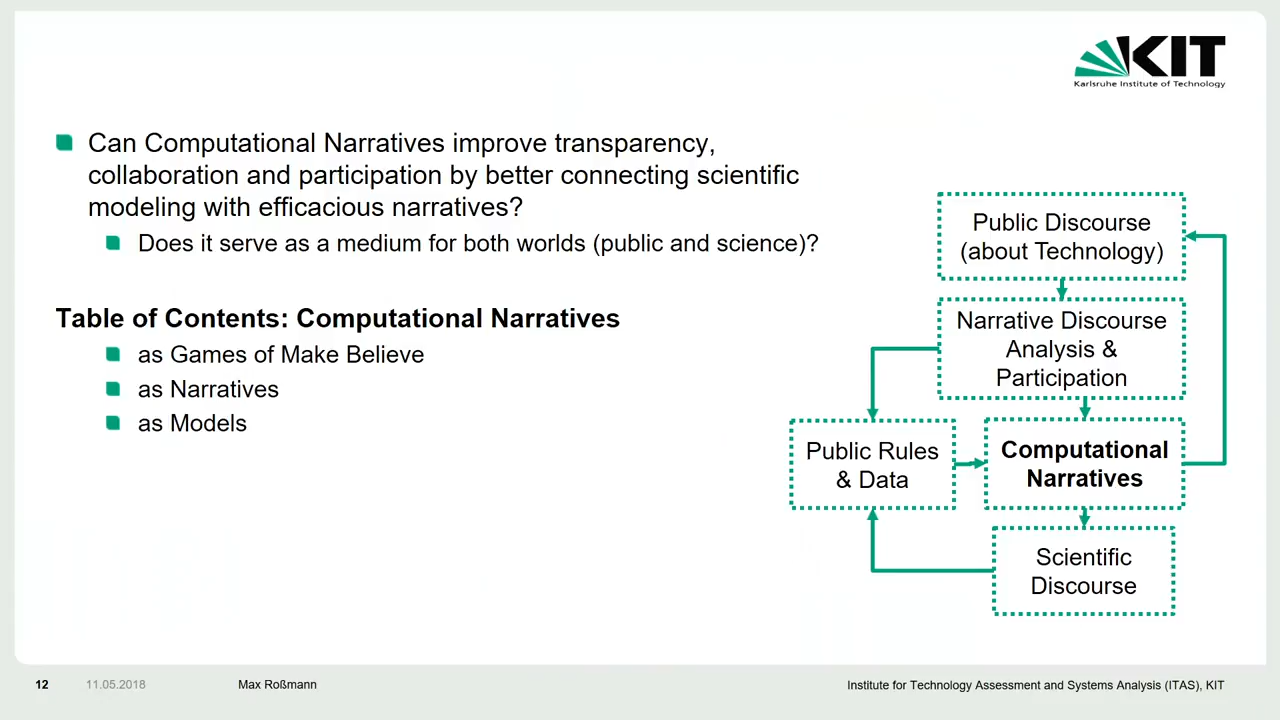 KIT
Karlsruhe Institute of Technology
Can Computational Narratives improve transparency,
collaboration and participation by better connecting scientific
modeling with efficacious narratives?
Does it serve as a medium for both worlds (public and science)?
Table of Contents: Computational Narratives
as Games of Make Believe
as Narratives
as Models
Public Discourse
(about Technology)
Narrative Discourse
Analysis &
Participation
Public Rules
& Data
Computational
Narratives
Scientific
Discourse
12
11.05.2018
Max Roßmann
Institute for Technology Assessment and Systems Analysis (ITAS), KIT